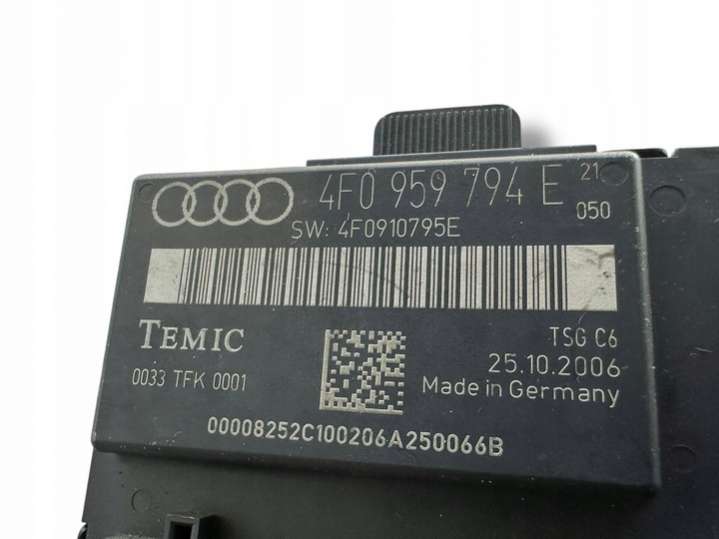 4F0 959 794 E 21
050
SW: 4F0910795E
TEMIC
TSG C6
25.10.2006
0033 TFK 0001
Made in Germany
00008252C100206A250066B